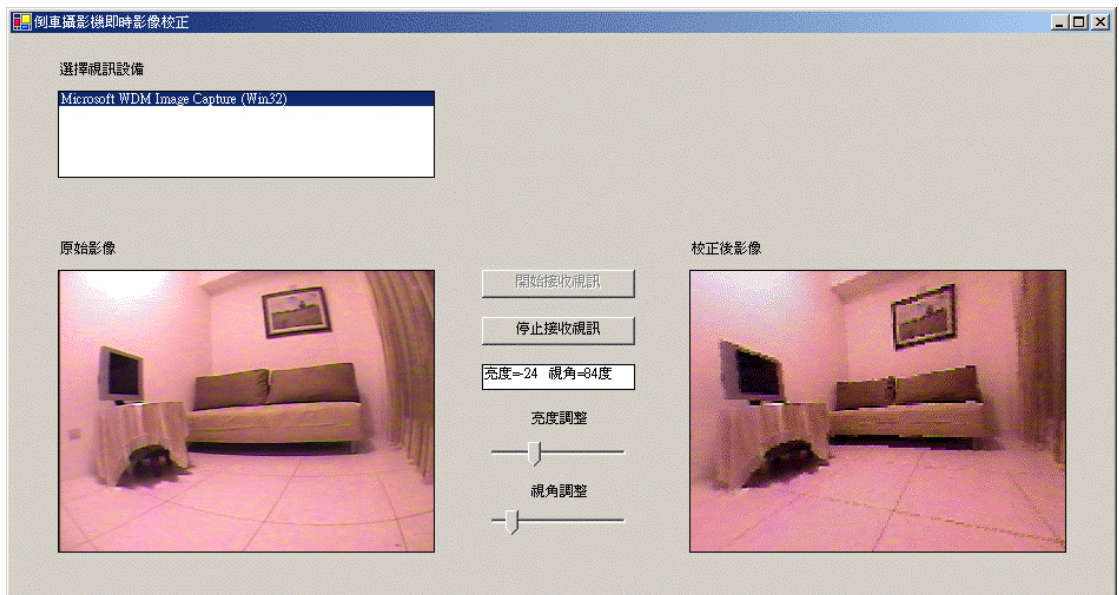 倒車攝影機即時影像校正
選擇視訊設備
Microsoft WDM Image Capture (Win32)
原始影像
校正後影像
開始接收視訊
停止接收視訊
亮度=-24 視角=84度
亮度調整
視角調整